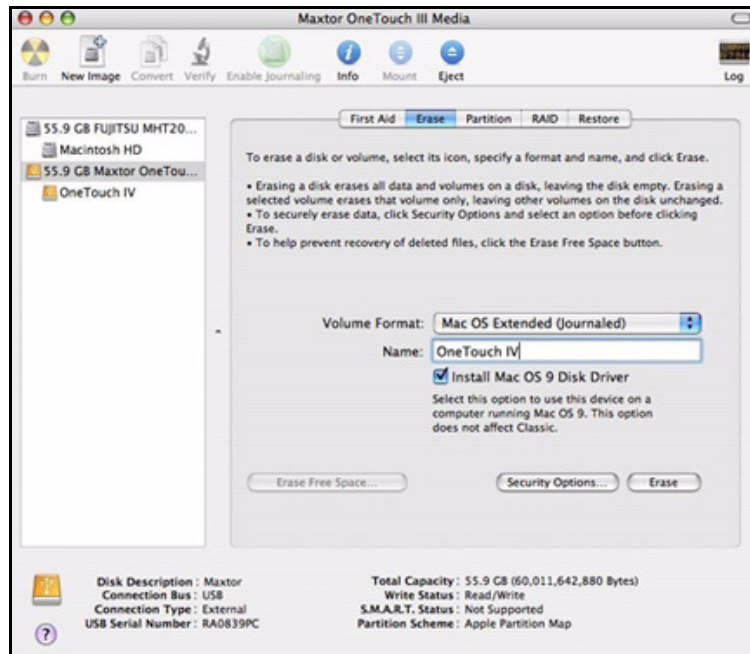 Maxtor OneTouch III Media
Burn New Image Convert Verify Enable Journaling Info Mount Eject Log
55.9 GB FUJITSU MHT20...
Macintosh HD
55.9 GB Maxtor OneTou...
OneTouch IV
First Aid Erase Partition RAID Restore
To erase a disk or volume, select its icon, specify a format and name, and click Erase.
• Erasing a disk erases all data and volumes on a disk, leaving the disk empty. Erasing a
selected volume erases that volume only, leaving other volumes on the disk unchanged.
• To securely erase data, click Security Options and select an option before clicking
Erase.
• To help prevent recovery of deleted files, click the Erase Free Space button.
Volume Format: Mac OS Extended (Journaled)
Name: OneTouch IV
Install Mac OS 9 Disk Driver
Select this option to use this device on a
computer running Mac OS 9. This option
does not affect Classic.
Erase Free Space... Security Options... Erase
Disk Description : Maxtor Total Capacity : 55.9 GB (60,011,642,880 Bytes)
Connection Bus : USB Write Status : Read/Write
Connection Type : External S.M.A.R.T. Status : Not Supported
USB Serial Number : RA0839PC Partition Scheme : Apple Partition Map
?